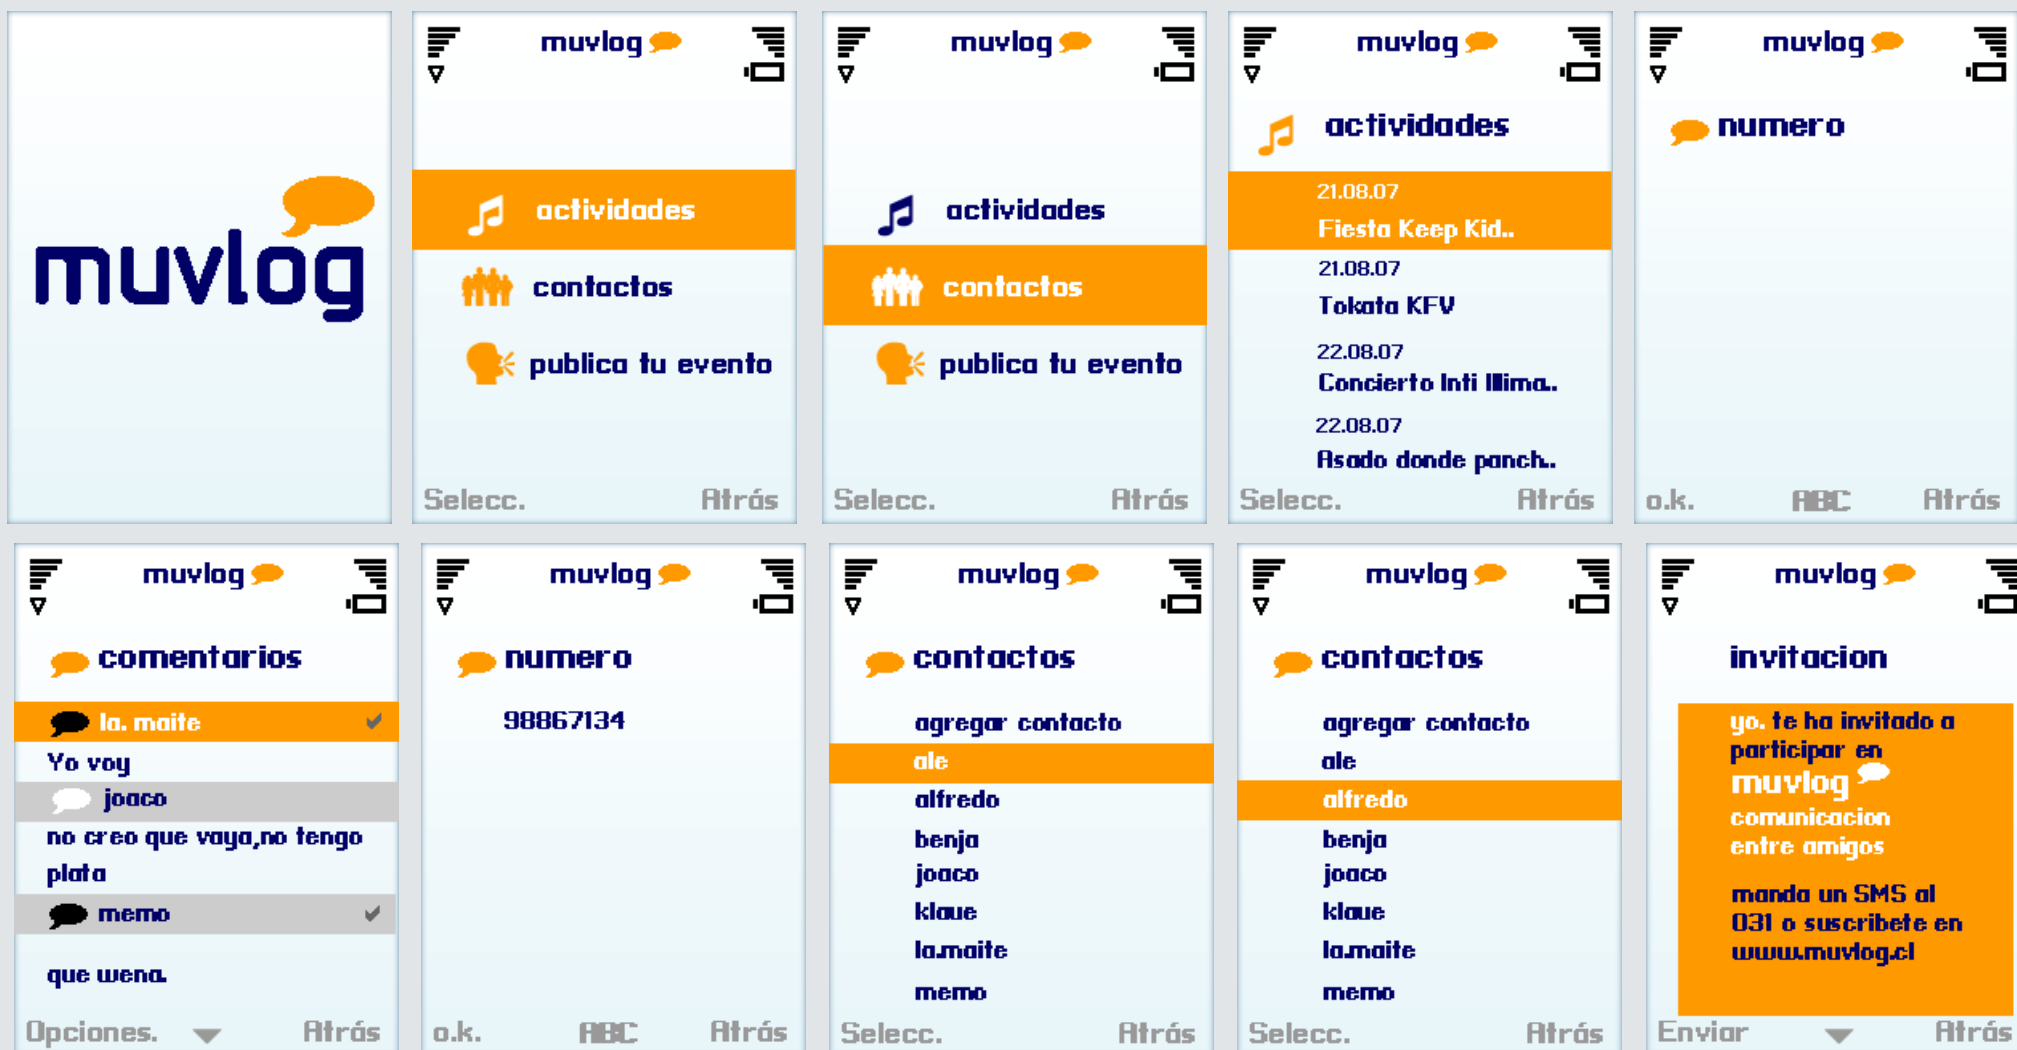 muvlog
muvlog
actividades
contactos
publica tu evento
Selecc. Atrás
muvlog
actividades
contactos
publica tu evento
Selecc. Atrás
muvlog
actividades
21.08.07
Fiesta Keep Kid..
21.08.07
Tokata KFV
22.08.07
Concierto Inti Illima..
22.08.07
Asado donde panch..
Selecc. Atrás
muvlog
numero
o.k. ABC Atrás
muvlog
comentarios
la. maite
Yo voy
joaco
no creo que vaya,no tengo
plata
memo
que wena.
Opciones. Atrás
muvlog
numero
98867134
o.k. ABC Atrás
muvlog
contactos
agregar contacto
ale
alfredo
benja
joaco
klaue
la.maite
memo
Selecc. Atrás
muvlog
contactos
agregar contacto
ale
alfredo
benja
joaco
klaue
la.maite
memo
Selecc. Atrás
muvlog
invitacion
yo. te ha invitado a
participar en
muvlog
comunicacion
entre amigos
manda un SMS al
031 o suscribete en
www.muvlog.cl
Enviar Atrás